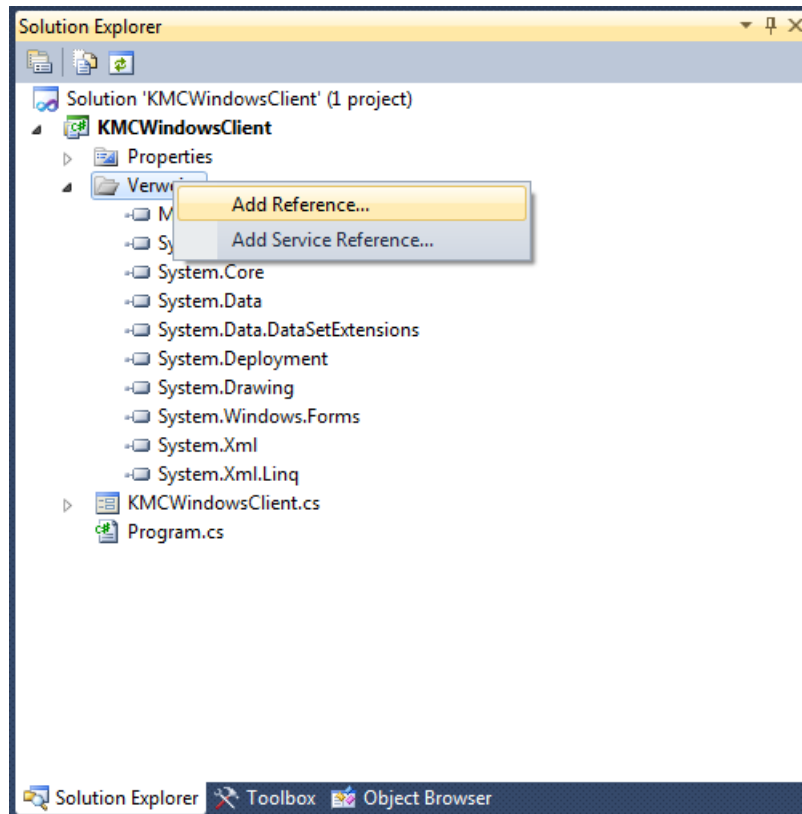 Solution Explorer
Solution 'KMCWindowsClient' (1 project)
KMCWindowsClient
Properties
Add Reference...
Add Service Reference...
System.Core
System.Data
System.Data.DataSetExtensions
System.Deployment
System.Drawing
System.Windows.Forms
System.Xml
System.Xml.Linq
KMCWindowsClient.cs
Program.cs
Solution Explorer Toolbox Object Browser